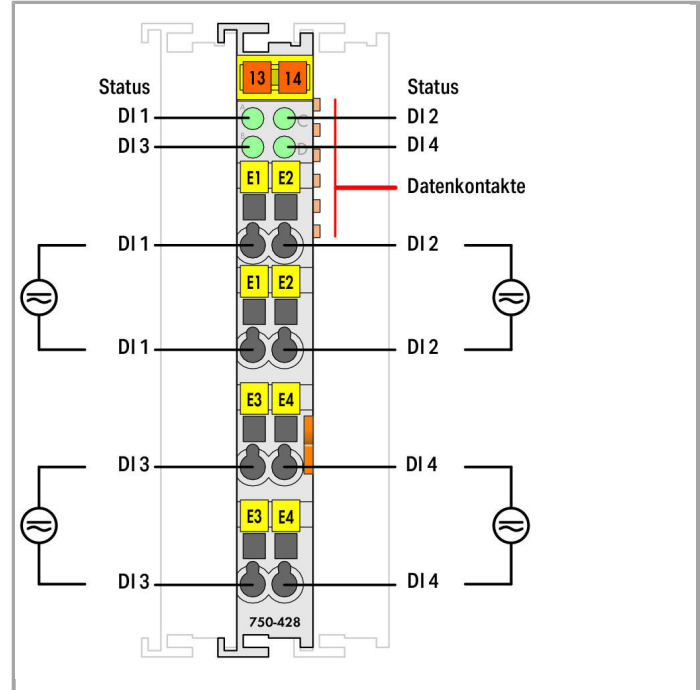 13 14
Status Status
DI 1 A C DI 2
DI 3 B D DI 4
E1 E2
Datenkontakte
DI 1 DI 2
E1 E2
DI 1 DI 2
E3 E4
DI 3 DI 4
E3 E4
DI 3 DI 4
750-428